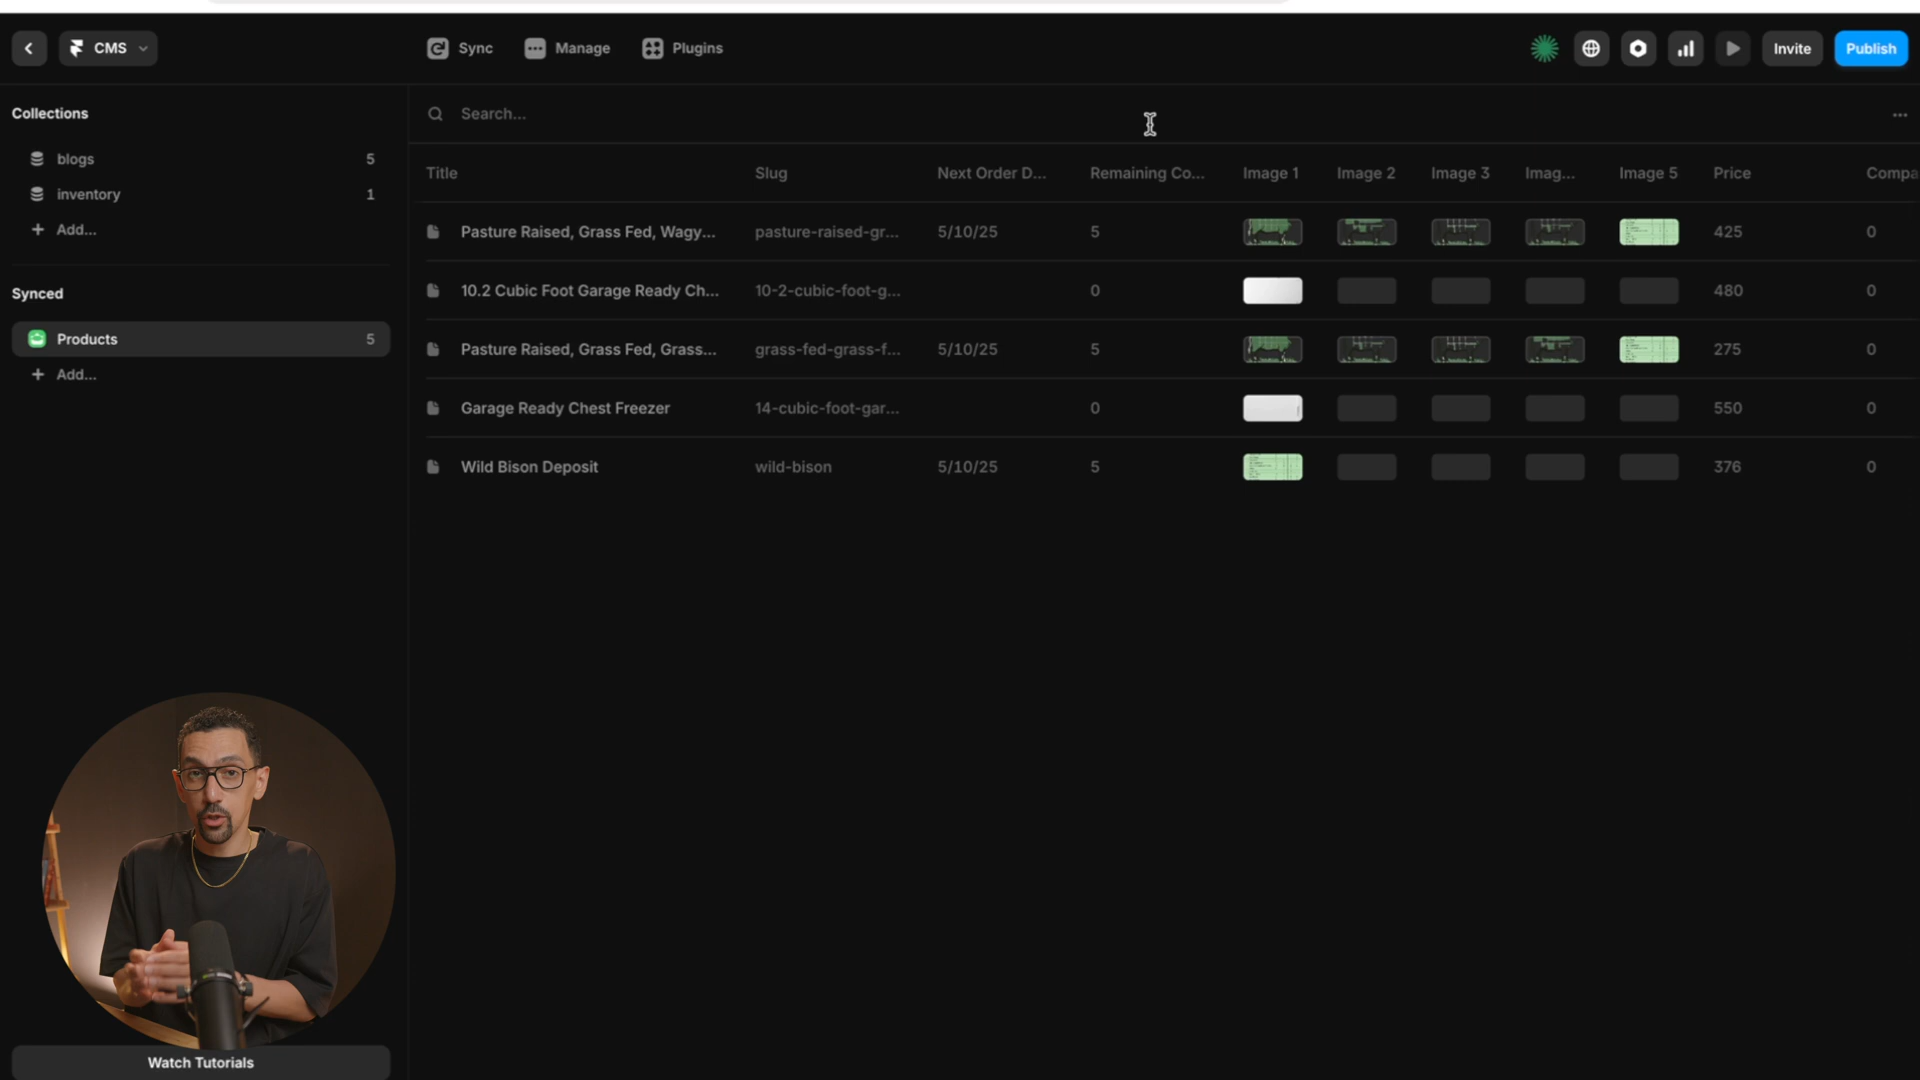 CMS Sync Manage Plugins Invite Publish
Collections Search...
blogs 5
inventory 1
Add...
Synced
Products 5
Add...
Title Slug Next Order D... Remaining Co... Image 1 Image 2 Image 3 Imag... Image 5 Price Compa
Pasture Raised, Grass Fed, Wagy... pasture-raised-gr... 5/10/25 5 425 0
10.2 Cubic Foot Garage Ready Ch... 10-2-cubic-foot-g... 0 480 0
Pasture Raised, Grass Fed, Grass... grass-fed-grass-f... 5/10/25 5 275 0
Garage Ready Chest Freezer 14-cubic-foot-gar... 0 550 0
Wild Bison Deposit wild-bison 5/10/25 5 376 0
Watch Tutorials